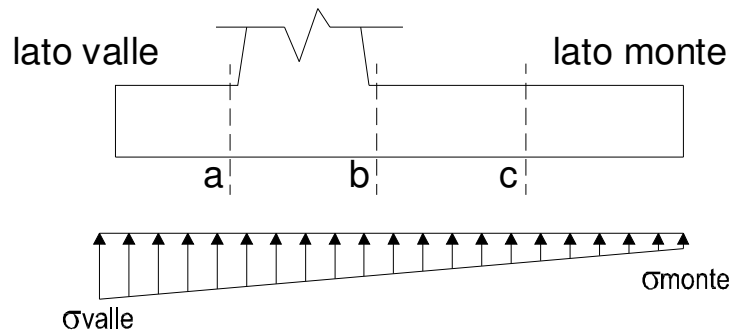 lato valle
lato monte
a
b
c
σmonte
σvalle